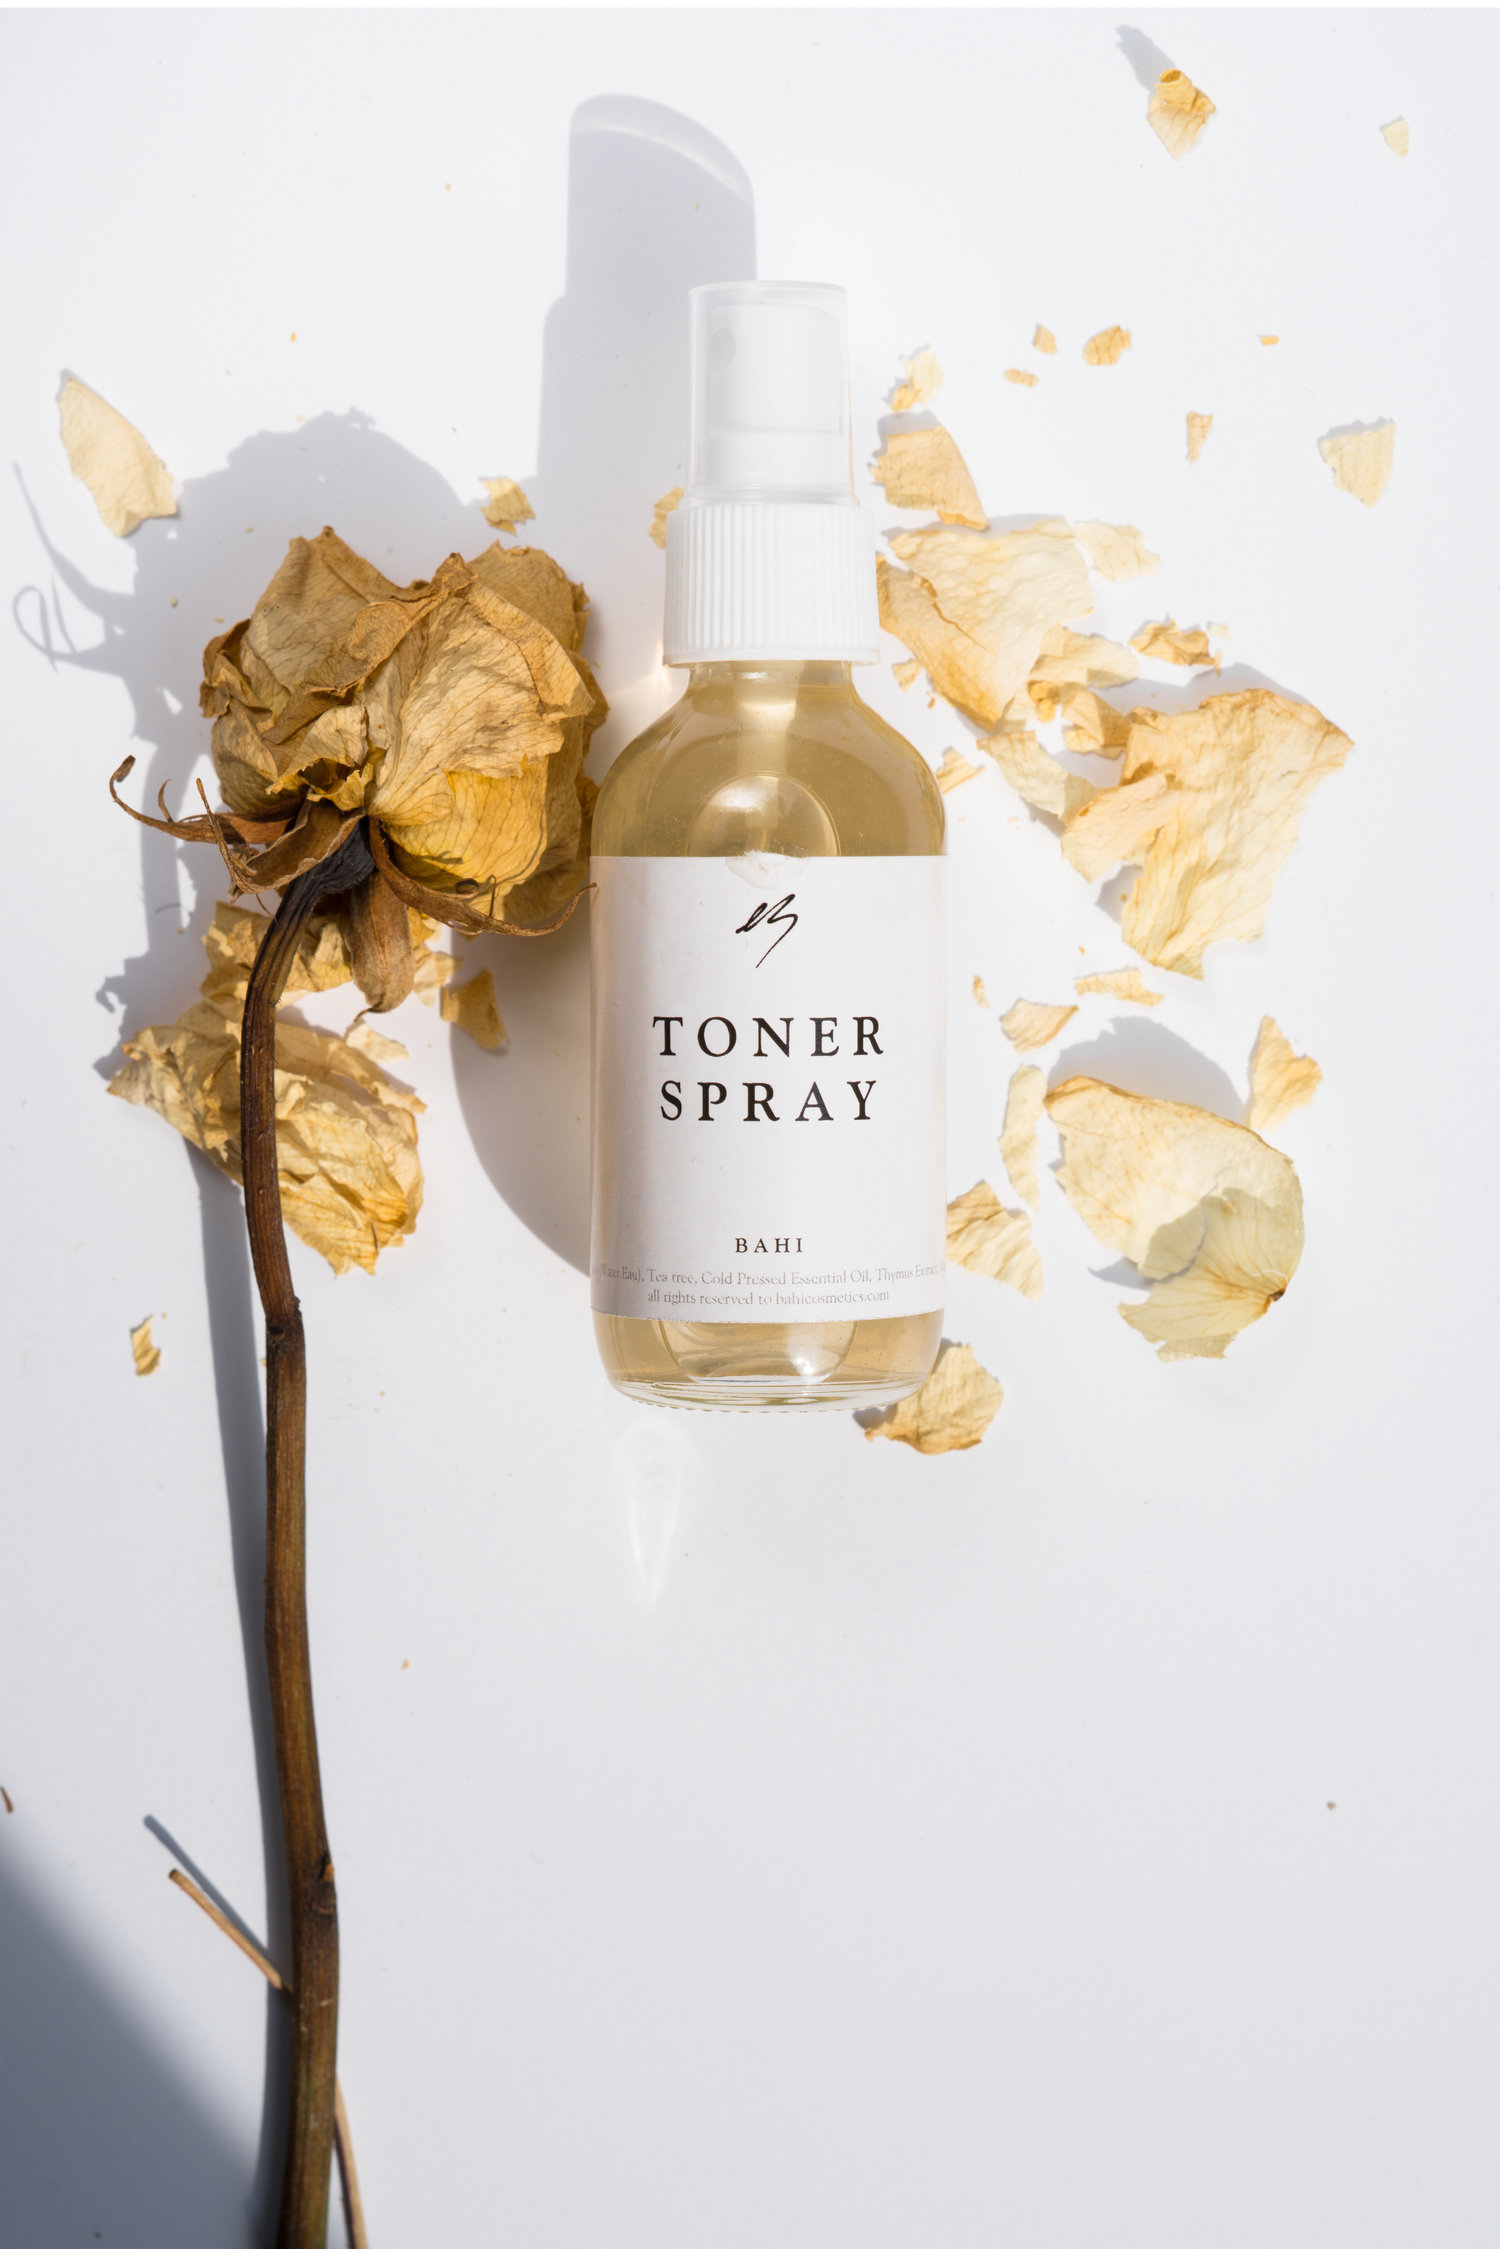 TONER
SPRAY
BAHI
(Water,Eau), Tea tree, Cold Pressed Essential Oil, Thymus Extract,
all rights reserved to bahicosmetics.com